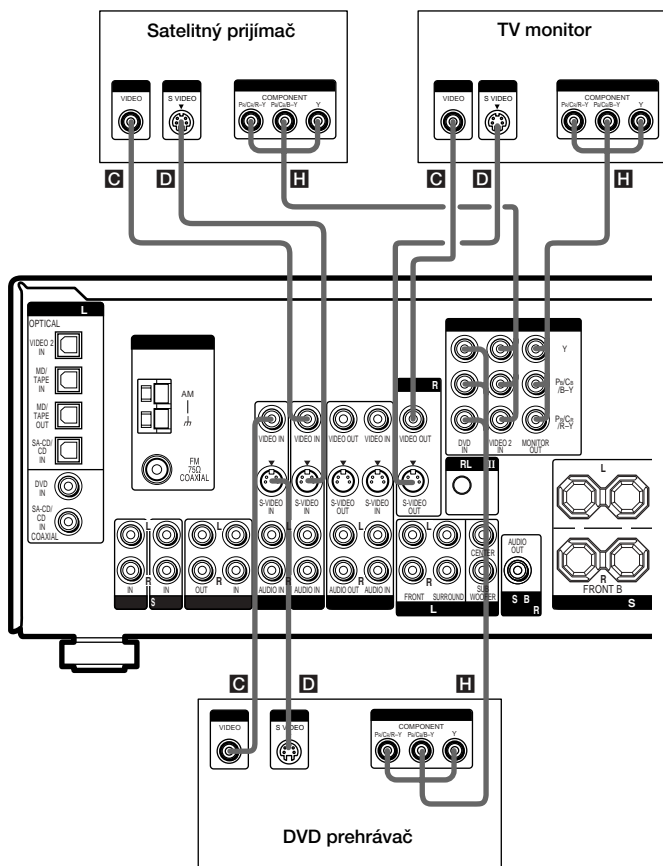 Satelitný prijímač
TV monitor
VIDEO
S VIDEO
COMPONENT
PR/CR/R–Y PB/CB/B–Y Y
VIDEO
S VIDEO
COMPONENT
PR/CR/R–Y PB/CB/B–Y Y
C
D
H
C
D
H
L
OPTICAL
VIDEO 2
IN
MD/
TAPE
IN
MD/
TAPE
OUT
SA-CD/
CD
IN
DVD
IN
SA-CD/
CD
IN
COAXIAL
AM
FM
75Ω
COAXIAL
R
VIDEO IN
VIDEO IN
VIDEO OUT
VIDEO IN
VIDEO OUT
S-VIDEO
IN
S-VIDEO
IN
S-VIDEO
OUT
S-VIDEO
IN
S-VIDEO
OUT
Y
PB/CB
/B–Y
PR/CR
/R–Y
DVD
IN
VIDEO 2
IN
MONITOR
OUT
RL II
L
R
IN
L
R
IN
S
L
R
OUT IN
L
R
AUDIO IN
AUDIO IN
L
R
AUDIO OUT
AUDIO IN
L
R
FRONT
SURROUND
CENTER
SUB
WOOFER
L
AUDIO
OUT
S B
R
L
R
FRONT B
S
C
D
H
VIDEO
S VIDEO
COMPONENT
PR/CR/R–Y PB/CB/B–Y Y
DVD prehrávač